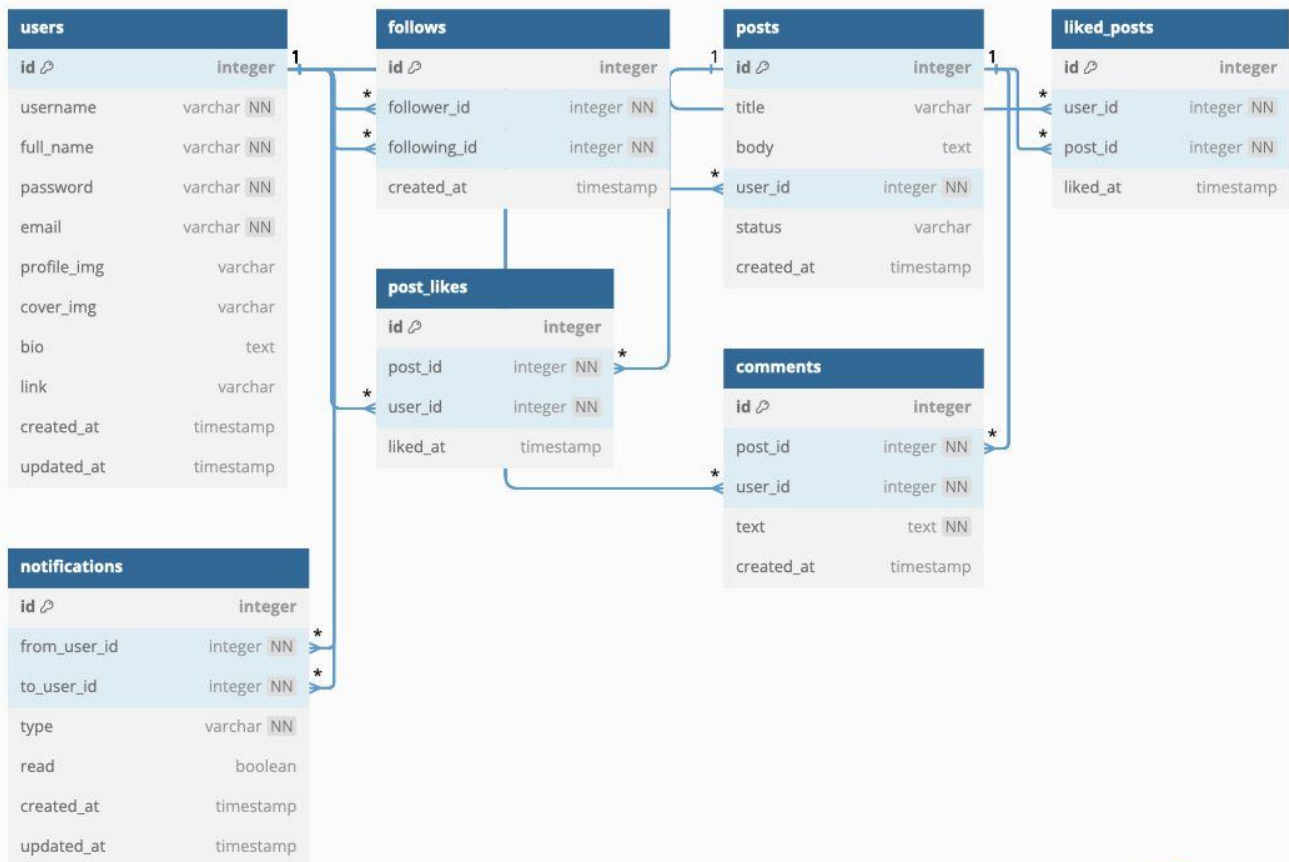 users
id integer
username varchar NN
full_name varchar NN
password varchar NN
email varchar NN
profile_img varchar
cover_img varchar
bio text
link varchar
created_at timestamp
updated_at timestamp
1
follows
id integer
* follower_id integer NN
* following_id integer NN
created_at timestamp
posts
1 id integer 1
title varchar
body text
* user_id integer NN
status varchar
created_at timestamp
liked_posts
id integer
* user_id integer NN
* post_id integer NN
liked_at timestamp
post_likes
id integer
post_id integer NN *
* user_id integer NN
liked_at timestamp
comments
id integer
post_id integer NN *
* user_id integer NN
text text NN
created_at timestamp
notifications
id integer
from_user_id integer NN *
to_user_id integer NN *
type varchar NN
read boolean
created_at timestamp
updated_at timestamp